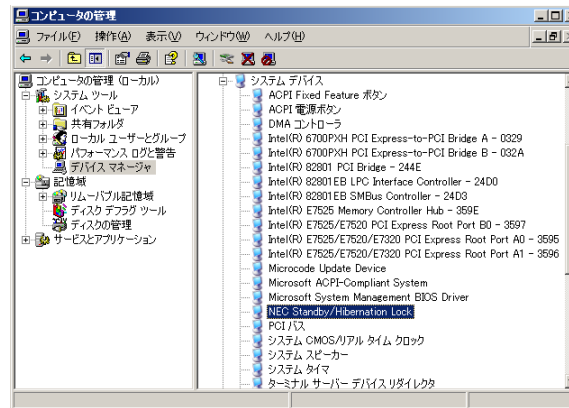 コンピュータの管理
ファイル(F) 操作(A) 表示(V) ウィンドウ(W) ヘルプ(H)
コンピュータの管理 (ローカル)
システム ツール
イベント ビューア
共有フォルダ
ローカル ユーザーとグループ
パフォーマンス ログと警告
デバイス マネージャ
記憶域
リムーバブル記憶域
ディスク デフラグ ツール
ディスクの管理
サービスとアプリケーション
システム デバイス
ACPI Fixed Feature ボタン
ACPI 電源ボタン
DMA コントローラ
Intel(R) 6700PXH PCI Express-to-PCI Bridge A - 0329
Intel(R) 6700PXH PCI Express-to-PCI Bridge B - 032A
Intel(R) 82801 PCI Bridge - 244E
Intel(R) 82801EB LPC Interface Controller - 24D0
Intel(R) 82801EB SMBus Controller - 24D3
Intel(R) E7525 Memory Controller Hub - 359E
Intel(R) E7525/E7520 PCI Express Root Port B0 - 3597
Intel(R) E7525/E7520/E7320 PCI Express Root Port A0 - 3595
Intel(R) E7525/E7520/E7320 PCI Express Root Port A1 - 3596
Microcode Update Device
Microsoft ACPI-Compliant System
Microsoft System Management BIOS Driver
NEC Standby/Hibernation Lock
PCI バス
システム CMOS/リアル タイム クロック
システム スピーカー
システム タイマ
ターミナル サーバー デバイス リダイレクタ